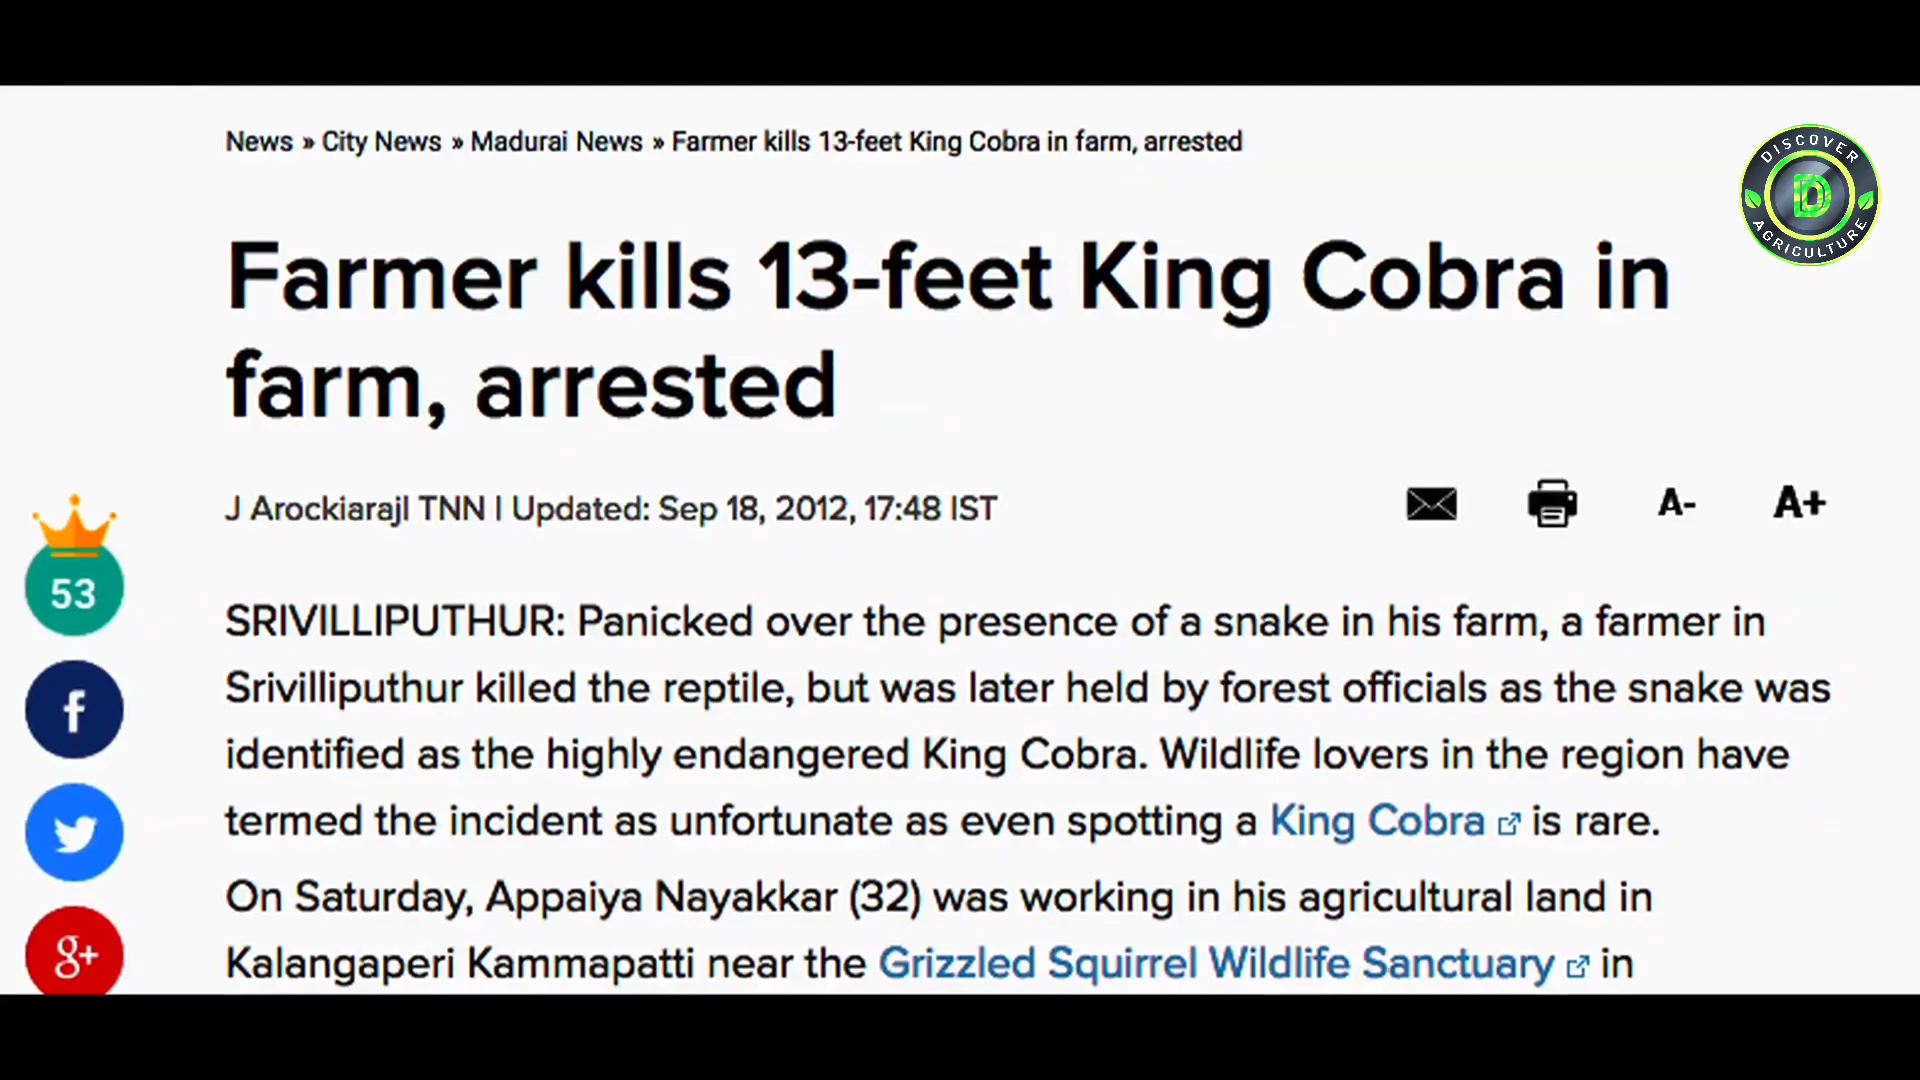 News » City News » Madurai News » Farmer kills 13-feet King Cobra in farm, arrested
DISCOVER
D
AGRICULTURE
Farmer kills 13-feet King Cobra in
farm, arrested
J Arockiarajl TNN | Updated: Sep 18, 2012, 17:48 IST
A- A+
53
f
g+
SRIVILLIPUTHUR: Panicked over the presence of a snake in his farm, a farmer in
Srivilliputhur killed the reptile, but was later held by forest officials as the snake was
identified as the highly endangered King Cobra. Wildlife lovers in the region have
termed the incident as unfortunate as even spotting a King Cobra is rare.
On Saturday, Appaiya Nayakkar (32) was working in his agricultural land in
Kalangaperi Kammapatti near the Grizzled Squirrel Wildlife Sanctuary in